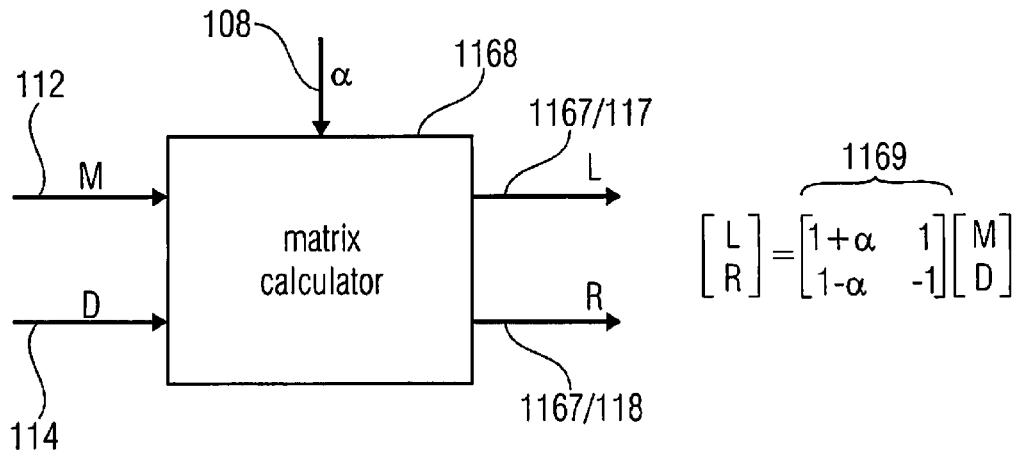 108
α
1168
112
1167/117
M
L
1169
matrix
calculator
[L R] = [1+α 1 1-α -1] [M D]
D
R
114
1167/118